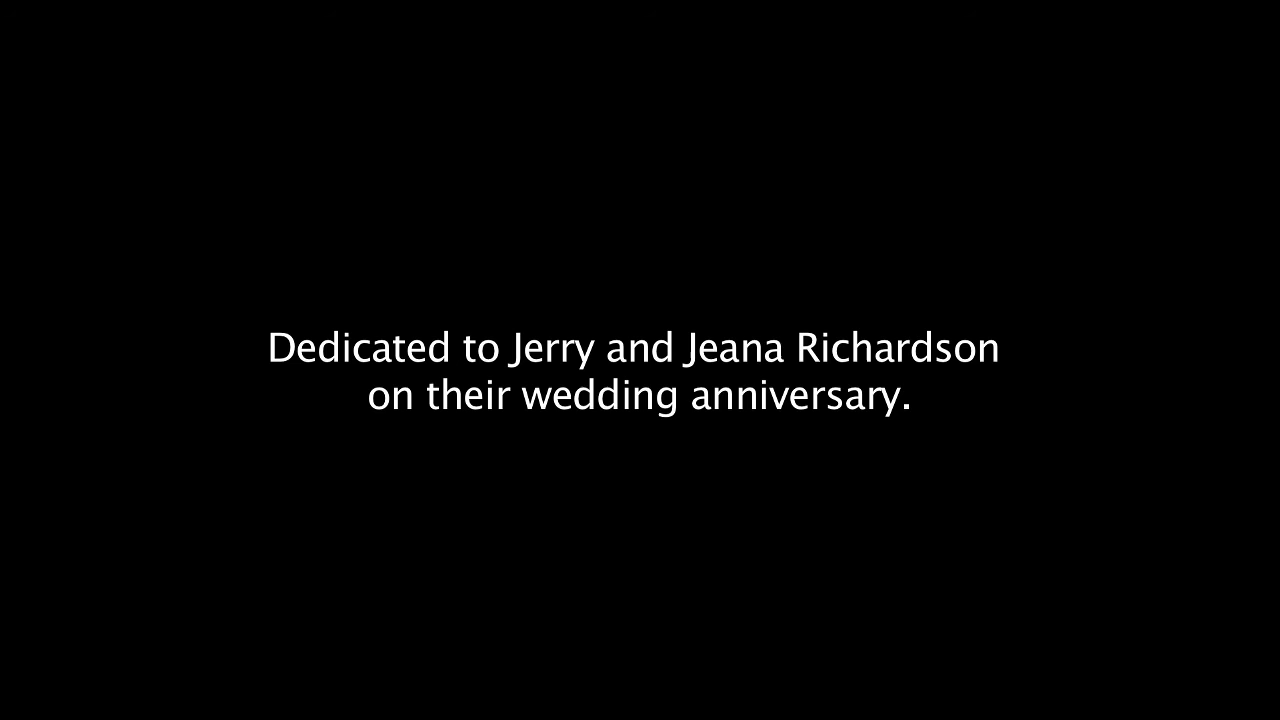 Dedicated to Jerry and Jeana Richardson
on their wedding anniversary.